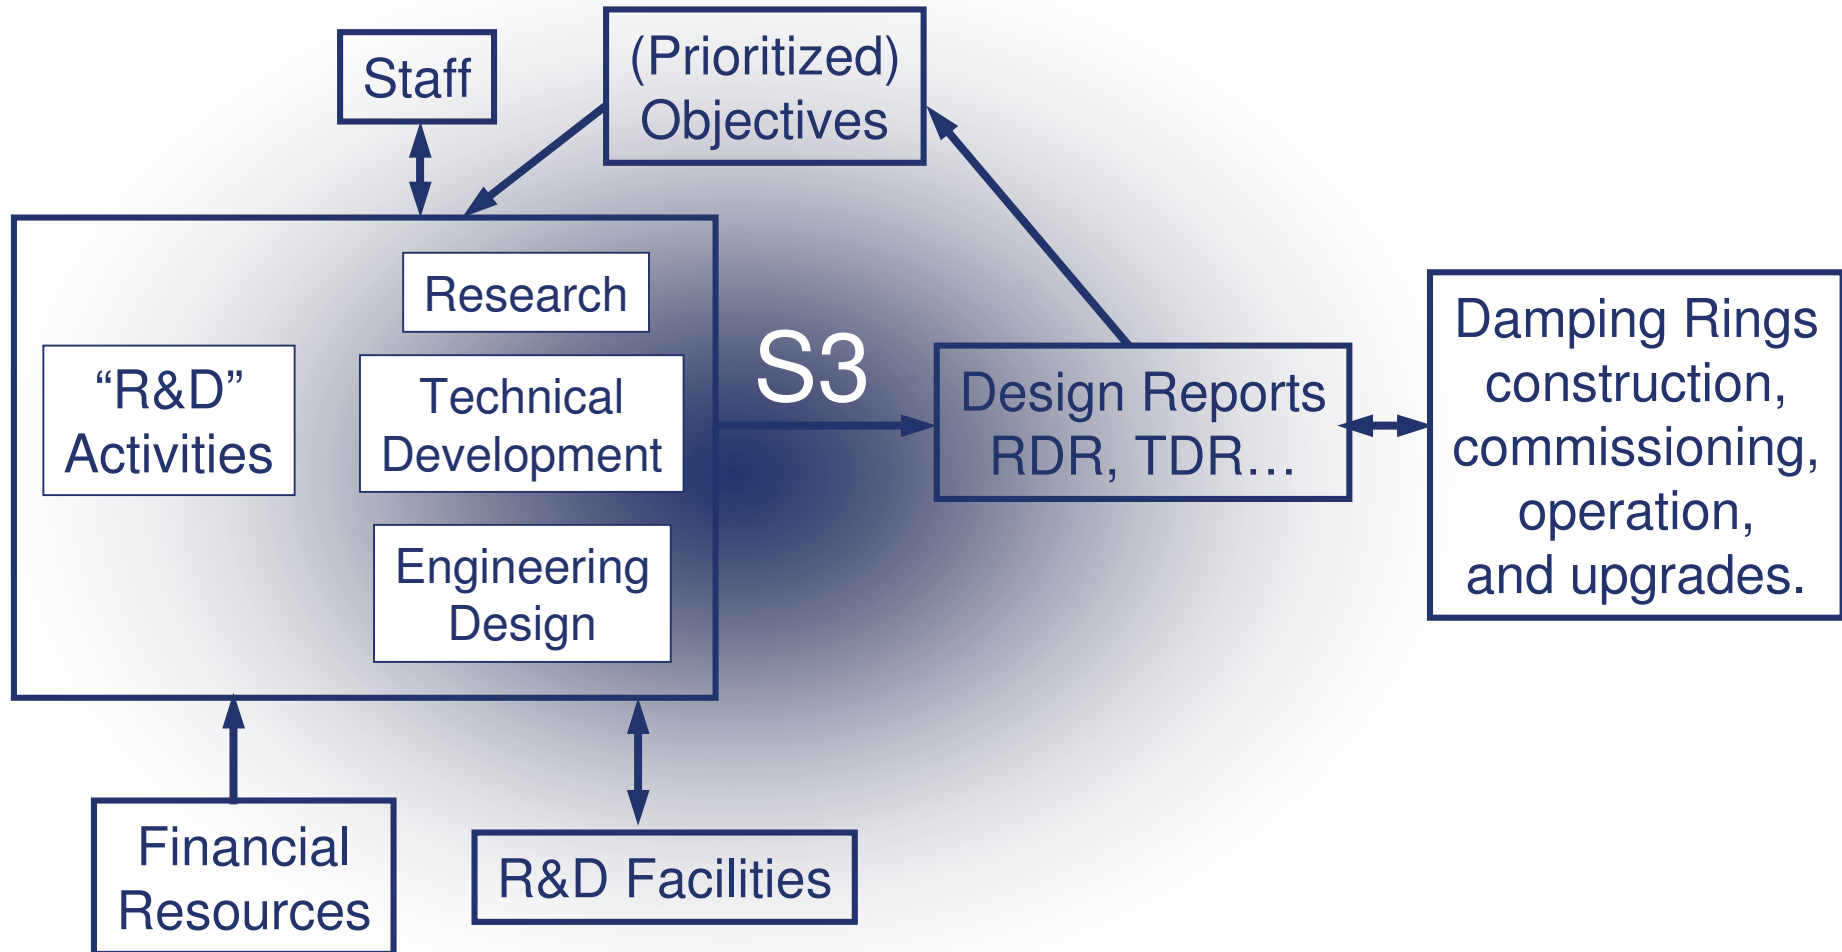 Staff
(Prioritized)
Objectives
Research
“R&D”
Activities
Technical
Development
Engineering
Design
S3
Design Reports
RDR, TDR…
Damping Rings
construction,
commissioning,
operation,
and upgrades.
Financial
Resources
R&D Facilities